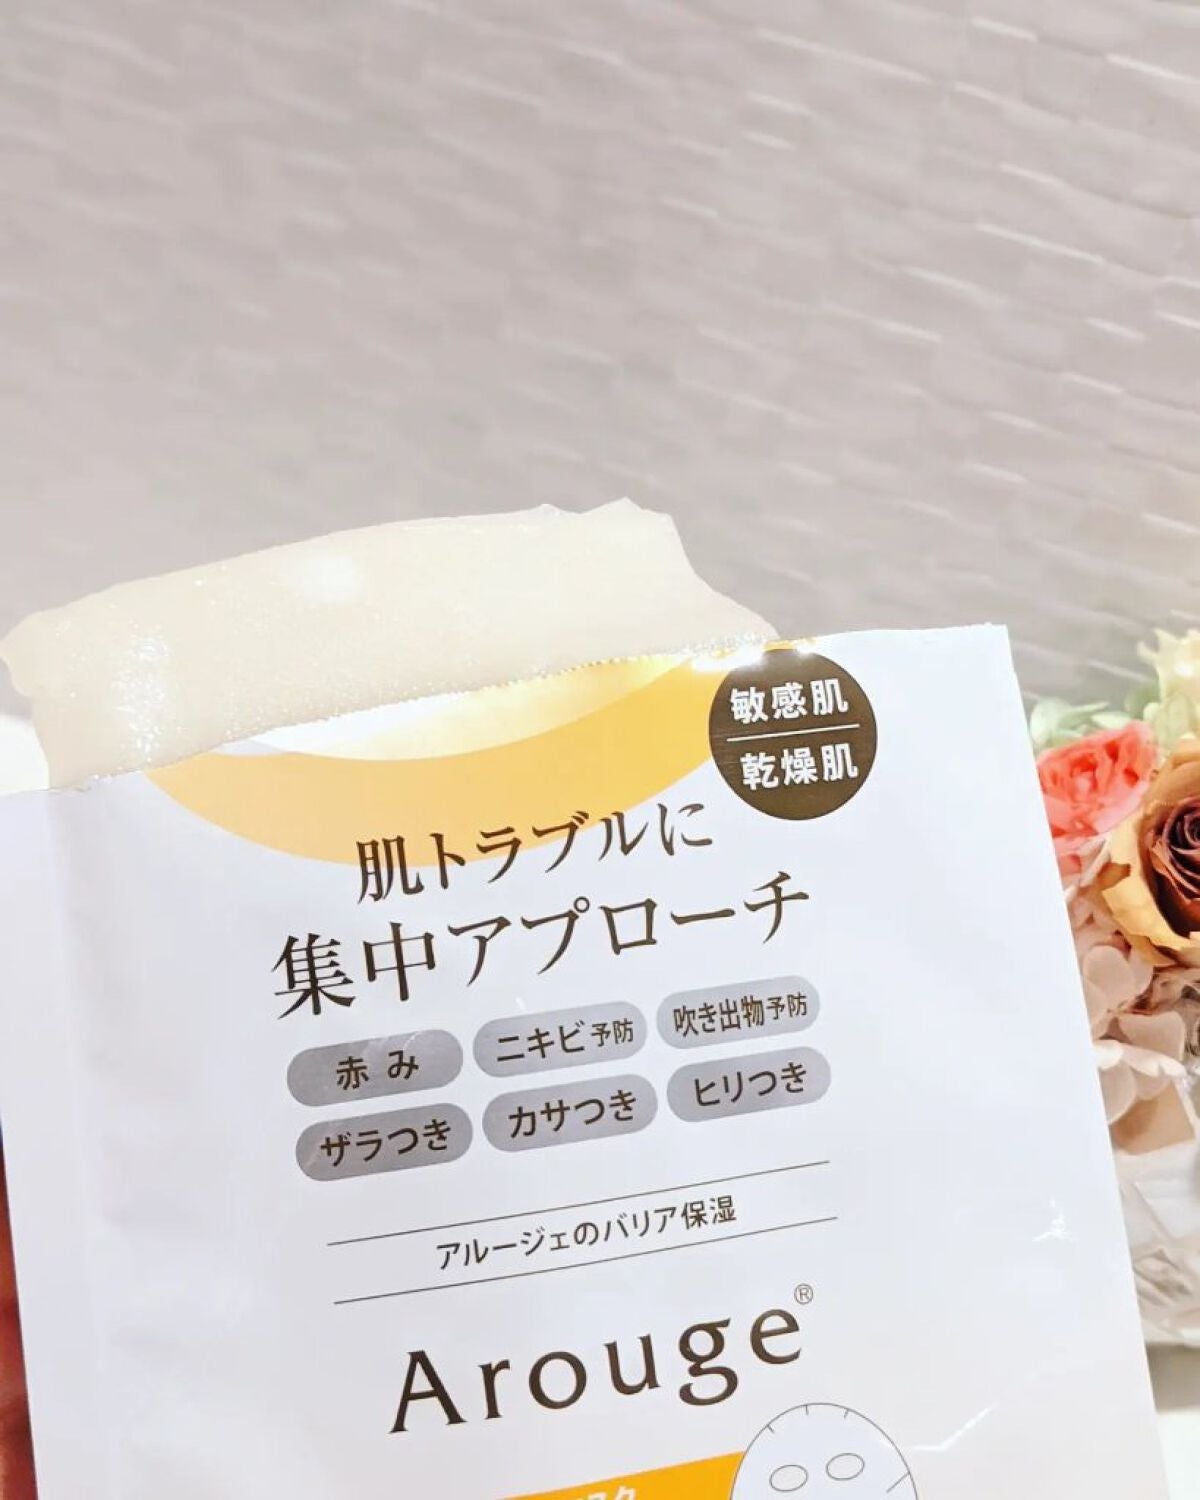 敏感肌
乾燥肌
肌トラブルに
集中アプローチ
赤み
ニキビ予防
吹き出物予防
ザラつき
カサつき
ヒリつき
アルージェのバリア保湿
Arouge®